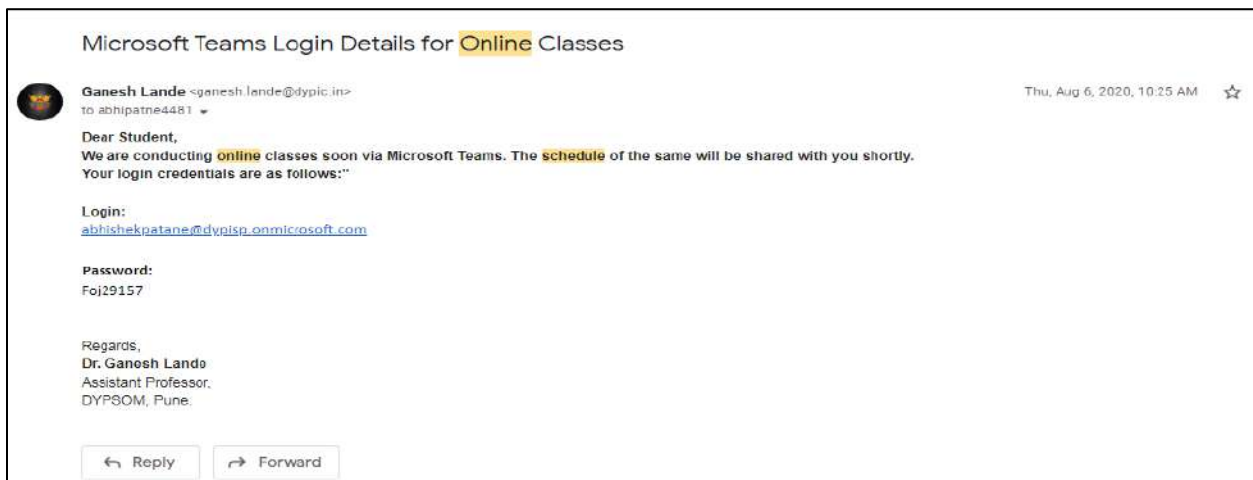 Microsoft Teams Login Details for Online Classes
Ganesh Lande <ganesh.lande@dypic.in>
Thu, Aug 6, 2020, 10:25 AM
to abhipatne4481
Dear Student,
We are conducting online classes soon via Microsoft Teams. The schedule of the same will be shared with you shortly.
Your login credentials are as follows:"
Login:
abhishekpatane@dypisp.onmicrosoft.com
Password:
Foj29157
Regards,
Dr. Ganesh Lande
Assistant Professor,
DYPSOM, Pune.
Reply
Forward